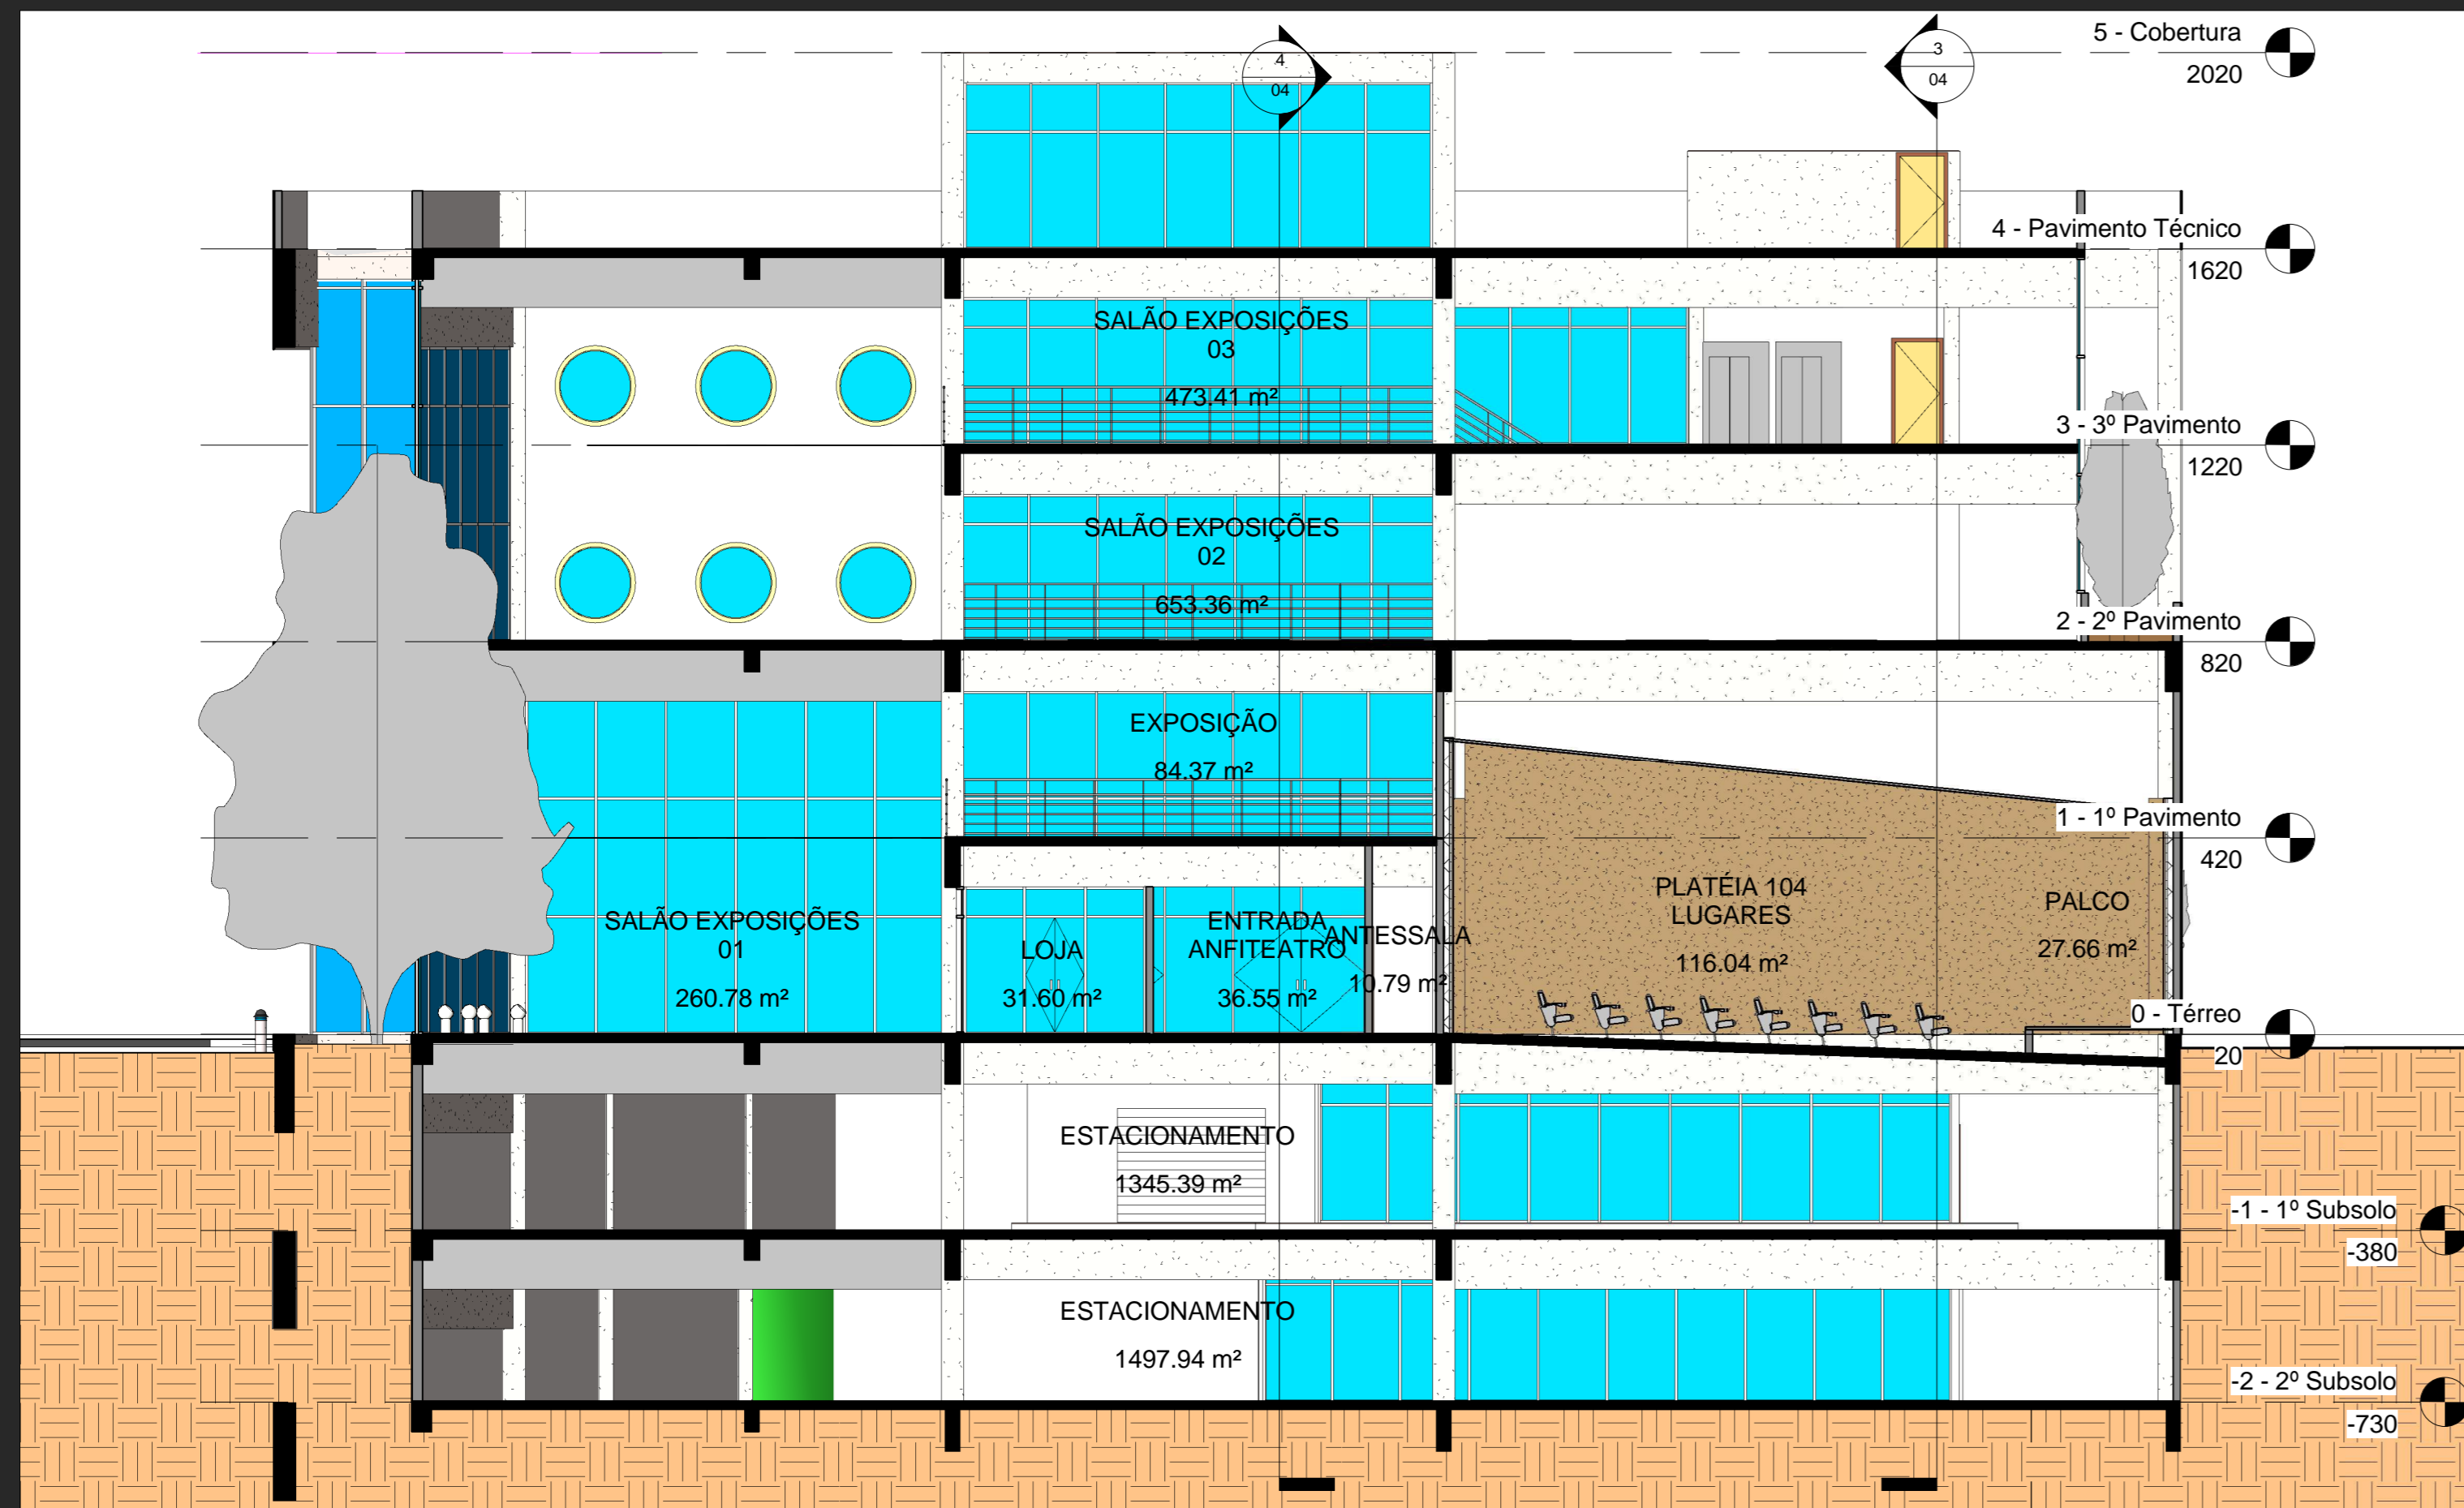 5 - Cobertura
2020
4
04
3
04
4 - Pavimento Técnico
1620
SALÃO EXPOSIÇÕES
03
473.41 m²
3 - 3º Pavimento
1220
SALÃO EXPOSIÇÕES
02
653.36 m²
2 - 2º Pavimento
820
EXPOSIÇÃO
84.37 m²
1 - 1º Pavimento
420
SALÃO EXPOSIÇÕES
01
260.78 m²
LOJA
31.60 m²
ENTRADA
ANFITEATRO
36.55 m²
ANTESSALA
10.79 m²
PLATÉIA 104
LUGARES
116.04 m²
PALCO
27.66 m²
0 - Térreo
20
ESTACIONAMENTO
1345.39 m²
-1 - 1º Subsolo
-380
ESTACIONAMENTO
1497.94 m²
-2 - 2º Subsolo
-730